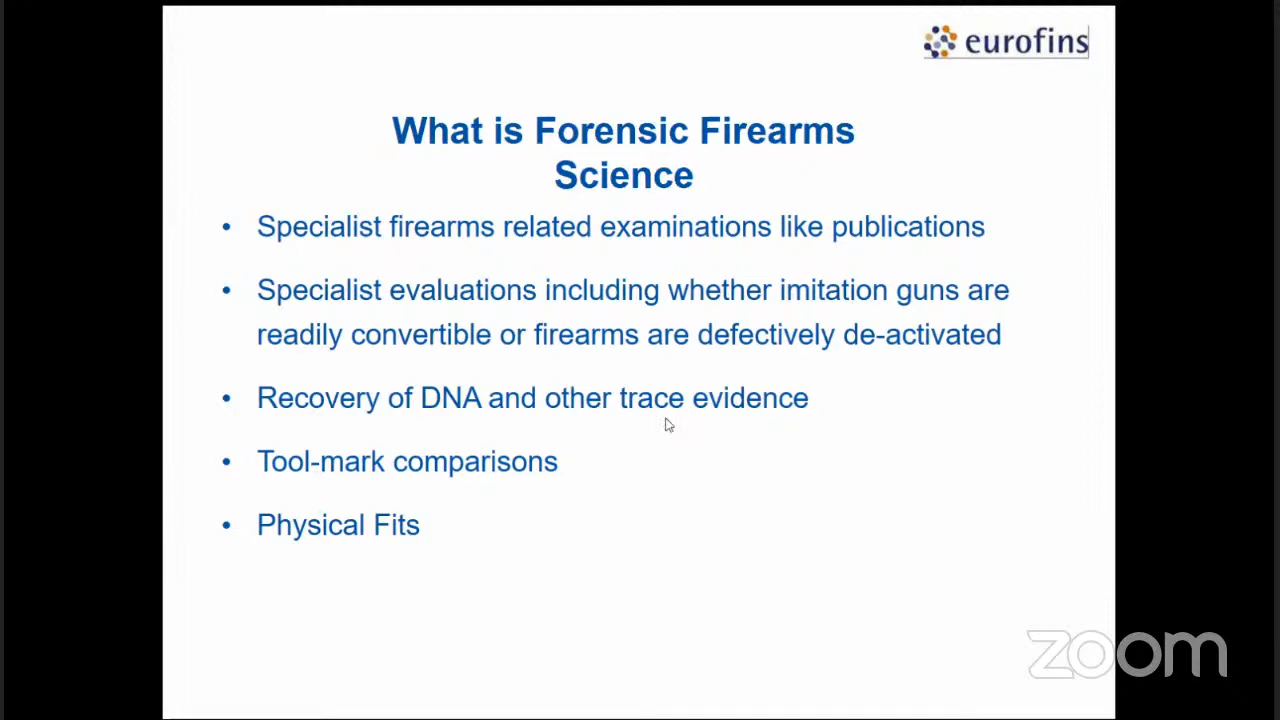 eurofins
What is Forensic Firearms
Science
• Specialist firearms related examinations like publications
• Specialist evaluations including whether imitation guns are
readily convertible or firearms are defectively de-activated
• Recovery of DNA and other trace evidence
• Tool-mark comparisons
• Physical Fits
zoom